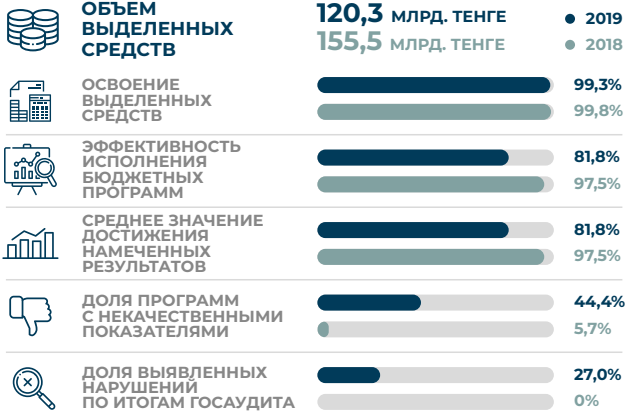 ОБЪЕМ
ВЫДЕЛЕННЫХ
СРЕДСТВ
120,3 МЛРД. ТЕНГЕ
155,5 МЛРД. ТЕНГЕ
2019
2018
ОСВОЕНИЕ
ВЫДЕЛЕННЫХ
СРЕДСТВ
99,3%
99,8%
ЭФФЕКТИВНОСТЬ
ИСПОЛНЕНИЯ
БЮДЖЕТНЫХ
ПРОГРАММ
81,8%
97,5%
СРЕДНЕЕ ЗНАЧЕНИЕ
ДОСТИЖЕНИЯ
НАМЕЧЕННЫХ
РЕЗУЛЬТАТОВ
81,8%
97,5%
ДОЛЯ ПРОГРАММ
С НЕКАЧЕСТВЕННЫМИ
ПОКАЗАТЕЛЯМИ
44,4%
5,7%
ДОЛЯ ВЫЯВЛЕННЫХ
НАРУШЕНИЙ
ПО ИТОГАМ ГОСАУДИТА
27,0%
0%